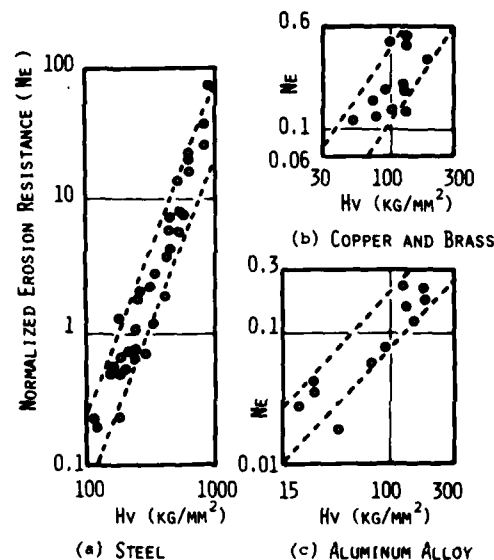 NORMALIZED EROSION RESISTANCE (NE)
100
10
1
0.1
100
1000
HV (KG/MM²)
(a) STEEL
NE
0.6
0.1
0.06
30
100
300
HV (KG/MM²)
(b) COPPER AND BRASS
NE
0.3
0.1
0.01
15
100
300
HV (KG/MM²)
(c) ALUMINUM ALLOY